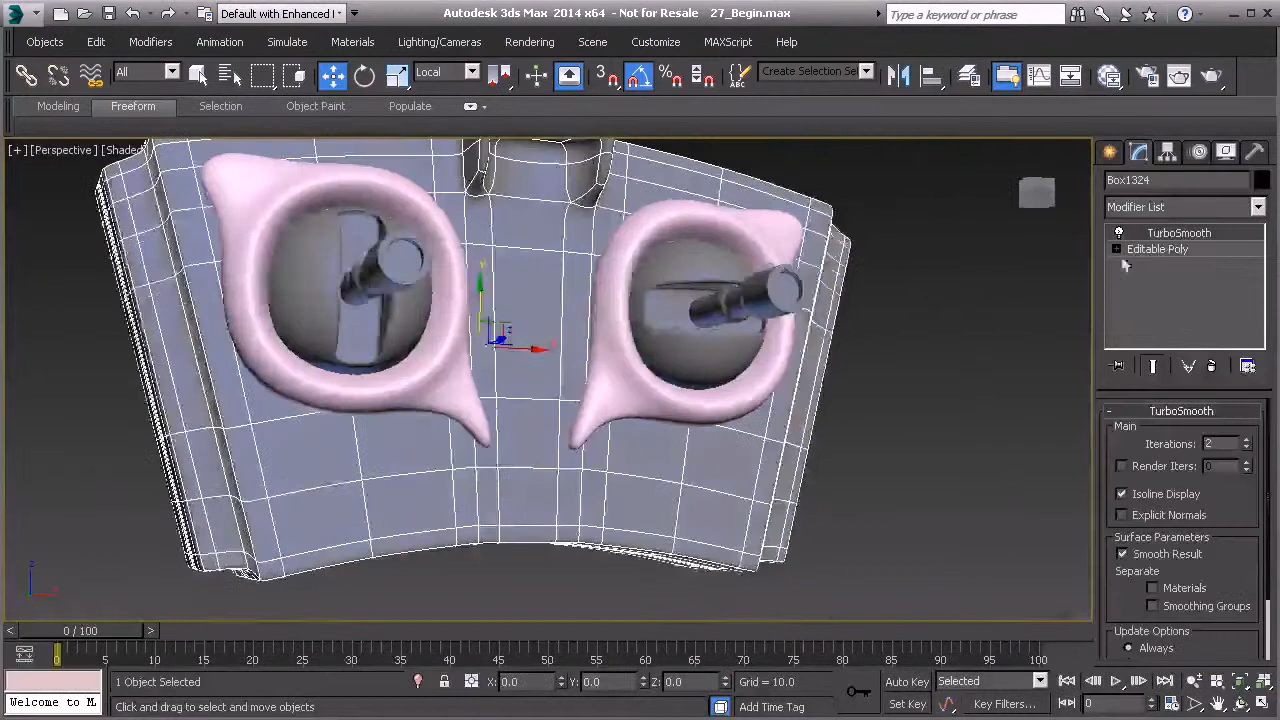 Default with Enhanced I
Autodesk 3ds Max 2014 x64 - Not for Resale 27_Begin.max
Type a keyword or phrase
Objects Edit Modifiers Animation Simulate Materials Lighting/Cameras Rendering Scene Customize MAXScript Help
All Local 3 % ABC Create Selection Se
Modeling Freeform Selection Object Paint Populate
[+][Perspective][Shaded]
Box1324
Modifier List
TurboSmooth
Editable Poly
- TurboSmooth
Main
Iterations: 2
Render Iters: 0
Isoline Display
Explicit Normals
Surface Parameters
Smooth Result
Separate
Materials
Smoothing Groups
Update Options
Always
z
< 0 / 100 >
0 5 10 15 20 25 30 35 40 45 50 55 60 65 70 75 80 85 90 95 100
1 Object Selected X: 0.0 Y: 0.0 Z: 0.0 Grid = 10.0 Auto Key Selected
Welcome to M Click and drag to select and move objects Add Time Tag Set Key Key Filters... 0